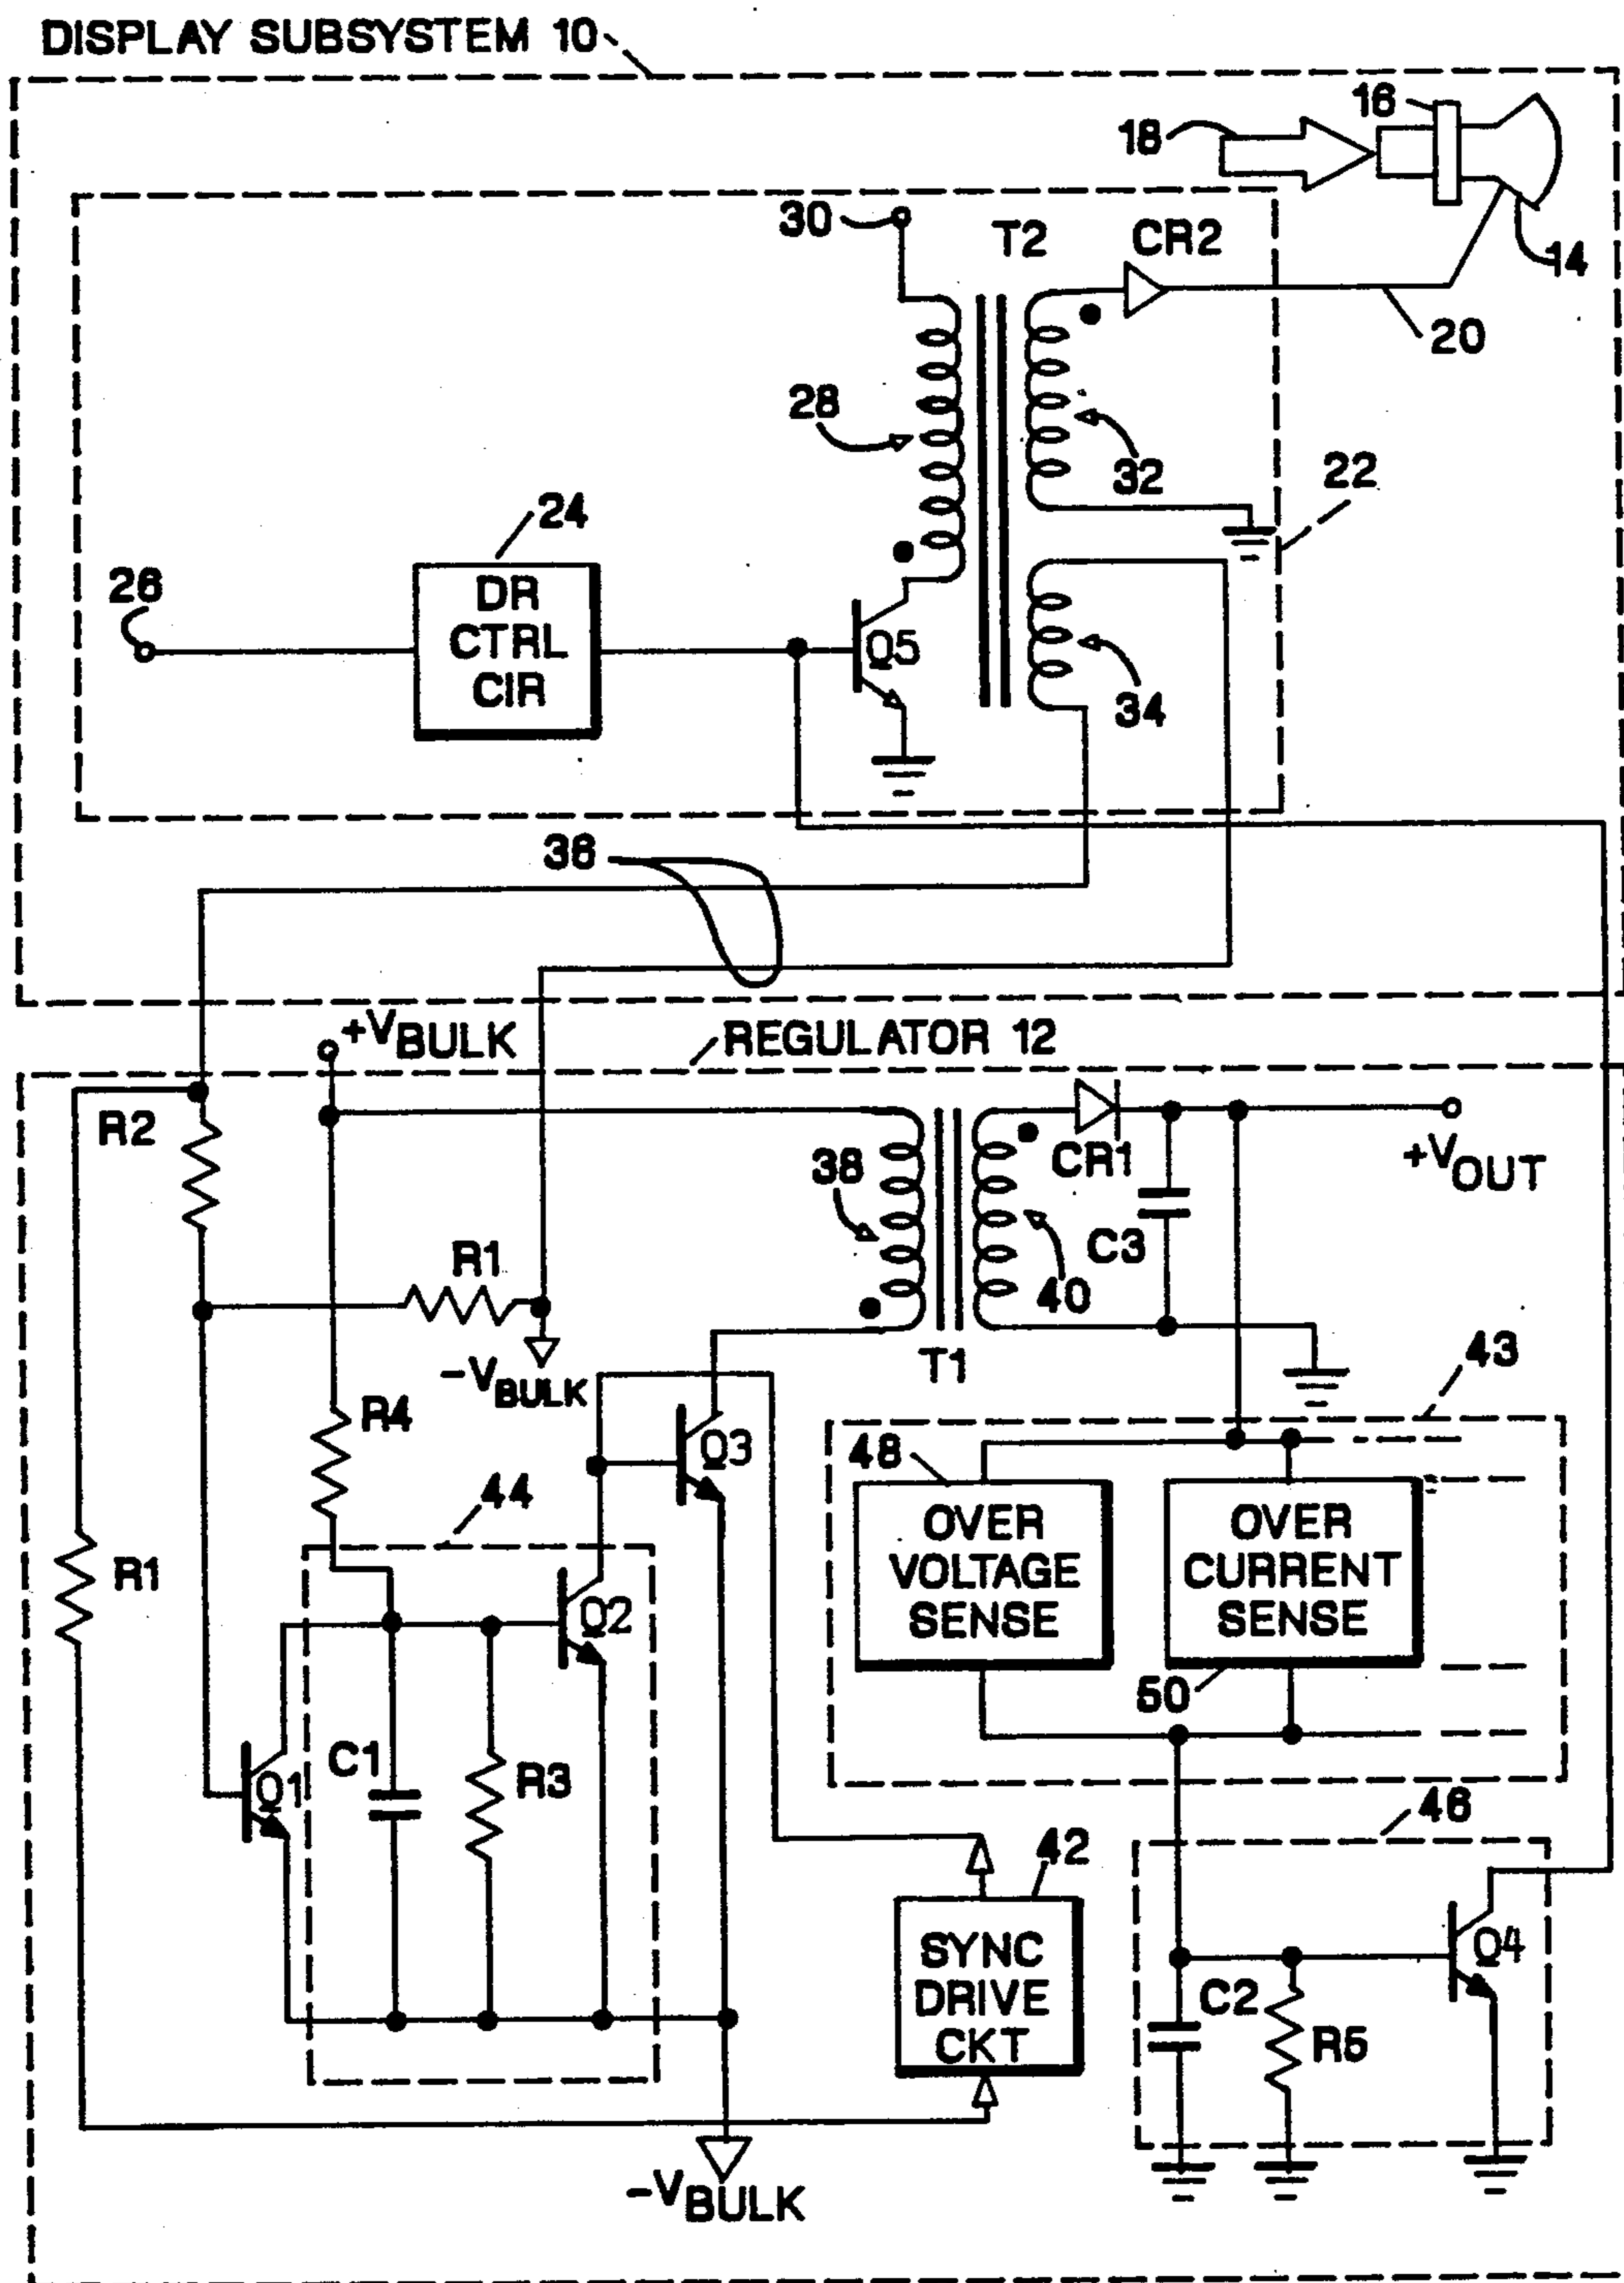 DISPLAY SUBSYSTEM 10
16
18
30
T2
CR2
14
20
28
32
22
24
26
DR
CTRL
CIR
Q5
34
36
+VBULK
REGULATOR 12
R2
38
CR1
+VOUT
C3
R1
40
-VBULK
T1
43
R4
Q3
48
44
OVER
VOLTAGE
SENSE
OVER
CURRENT
SENSE
R1
Q2
50
C1
Q1
R3
46
42
SYNC
DRIVE
CKT
Q4
C2
R5
-VBULK